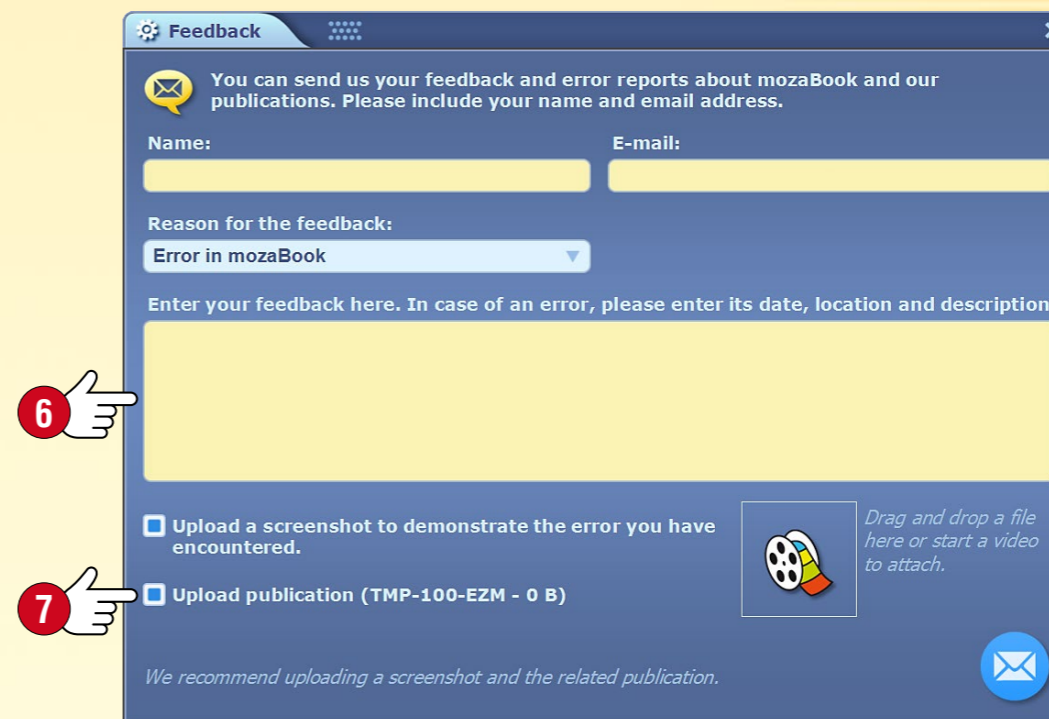 Feedback
You can send us your feedback and error reports about mozaBook and our
publications. Please include your name and email address.
Name:
E-mail:
Reason for the feedback:
Error in mozaBook
Enter your feedback here. In case of an error, please enter its date, location and description
6
Upload a screenshot to demonstrate the error you have
encountered.
Drag and drop a file
here or start a video
to attach.
7
Upload publication (TMP-100-EZM - 0 B)
We recommend uploading a screenshot and the related publication.